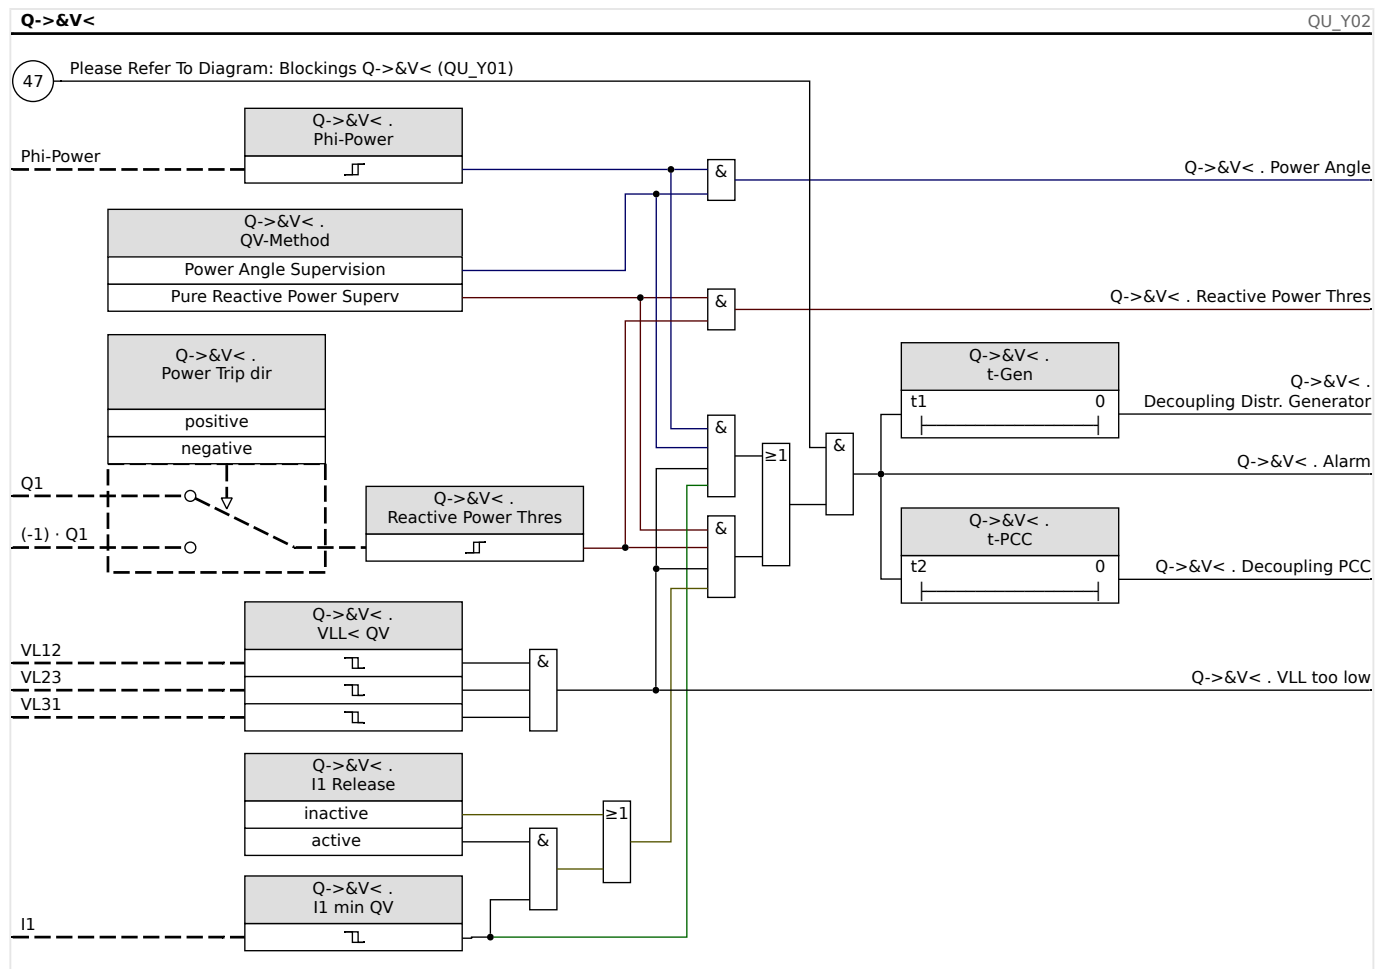 Q->&V<
QU_Y02
47
Please Refer To Diagram: Blockings Q->&V< (QU_Y01)
Q->&V< .
Phi-Power
Phi-Power
&
Q->&V< . Power Angle
Q->&V< .
QV-Method
Power Angle Supervision
Pure Reactive Power Superv
&
Q->&V< . Reactive Power Thres
Q->&V< .
Power Trip dir
positive
negative
Q->&V< .
t-Gen
t1 0
Q->&V< .
Decoupling Distr. Generator
&
≥1
&
Q->&V< . Alarm
Q1
(-1) · Q1
Q->&V< .
Reactive Power Thres
&
Q->&V< .
t-PCC
t2 0
Q->&V< . Decoupling PCC
Q->&V< .
VLL< QV
VL12
VL23
VL31
&
Q->&V< . VLL too low
Q->&V< .
I1 Release
inactive
active
≥1
&
Q->&V< .
I1 min QV
I1